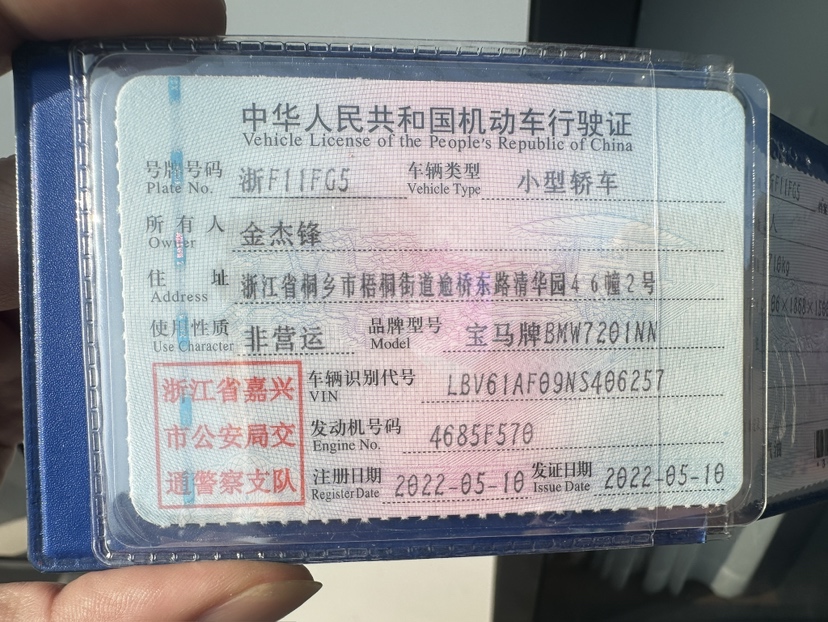 中华人民共和国机动车行驶证
Vehicle License of the People's Republic of China
号牌号码 浙F11FG5 车辆类型 小型轿车
Plate No. Vehicle Type
所有人 金杰锋
Owner
住址 浙江省桐乡市梧桐街道逾桥东路清华园46幢2号
Address
使用性质 非营运 品牌型号 宝马牌BMW7201NN
Use Character Model
浙江省嘉兴
市公安局交
通警察支队
车辆识别代号 LBV61AF09NS406257
VIN
发动机号码 4685F570
Engine No.
注册日期 2022-05-10 发证日期 2022-05-10
Register Date Issue Date
F11FG5
人
710kg